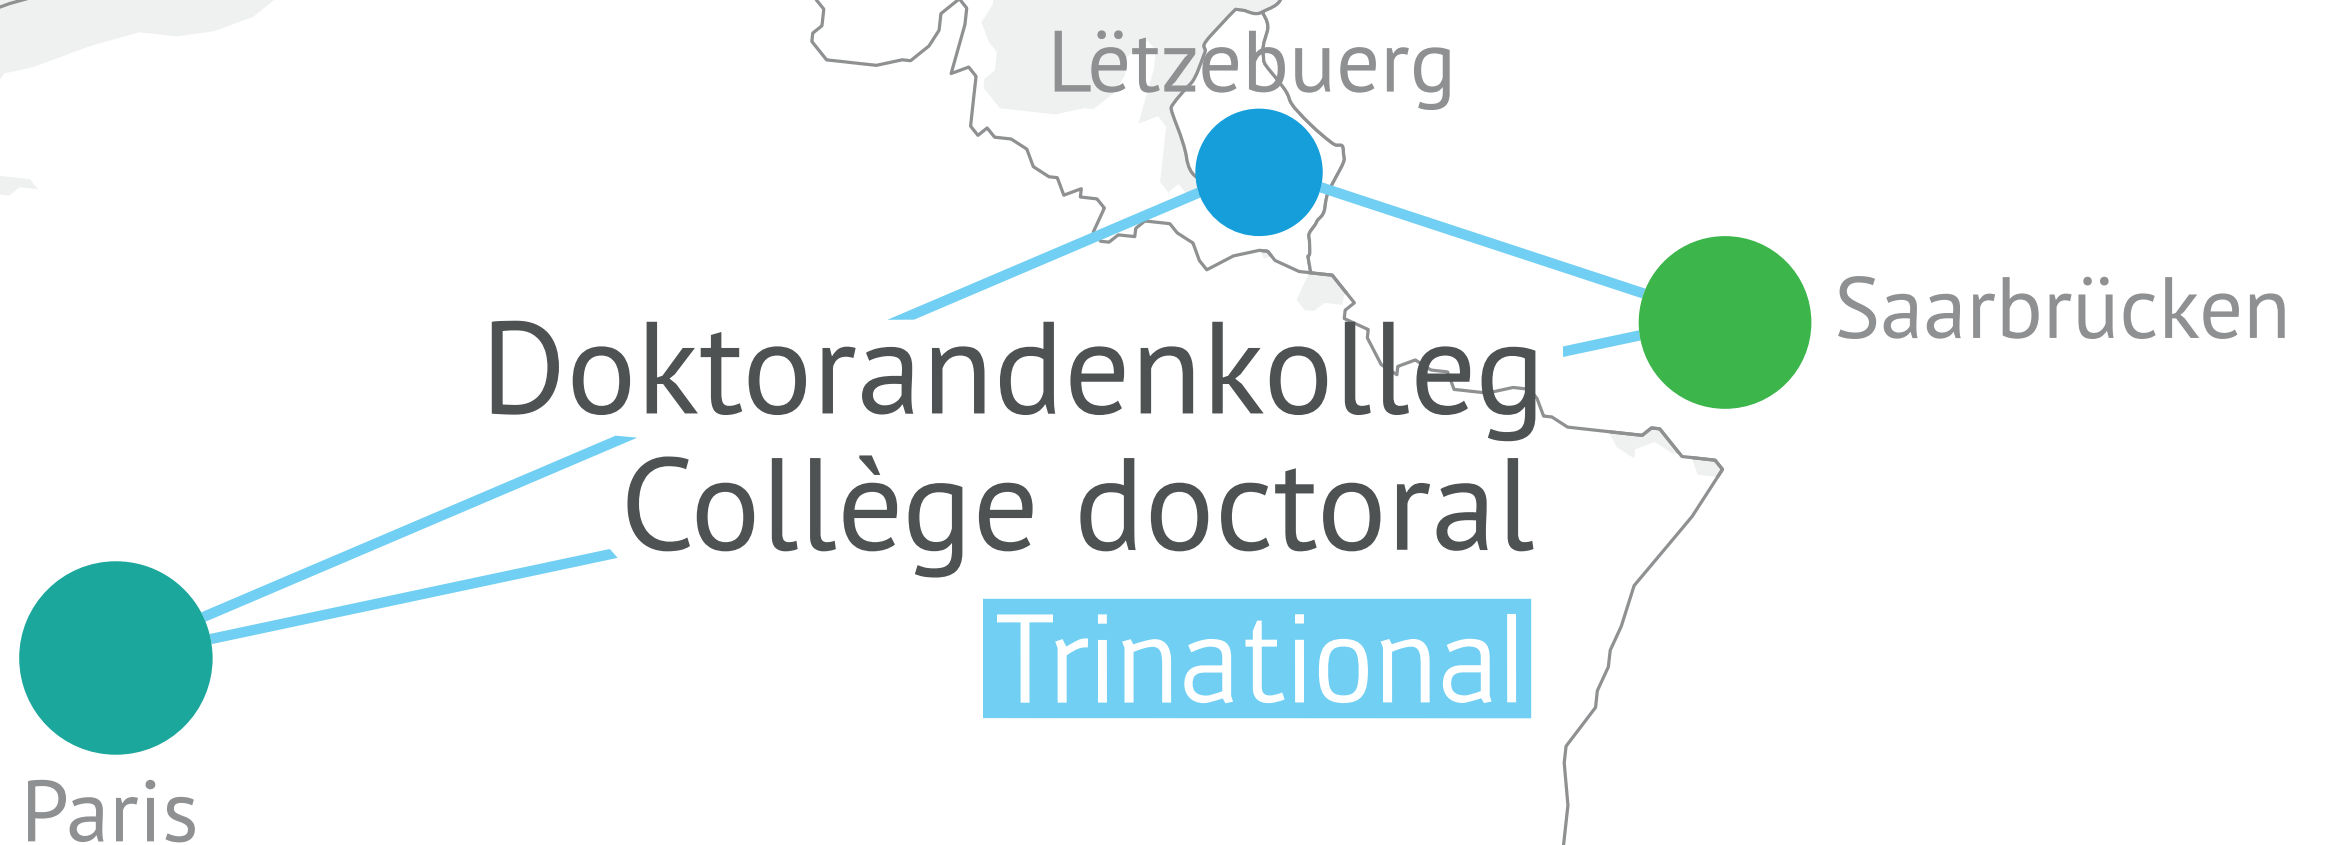 Lëtzebuerg
Saarbrücken
Doktorandenkolleg
Collège doctoral
Trinational
Paris